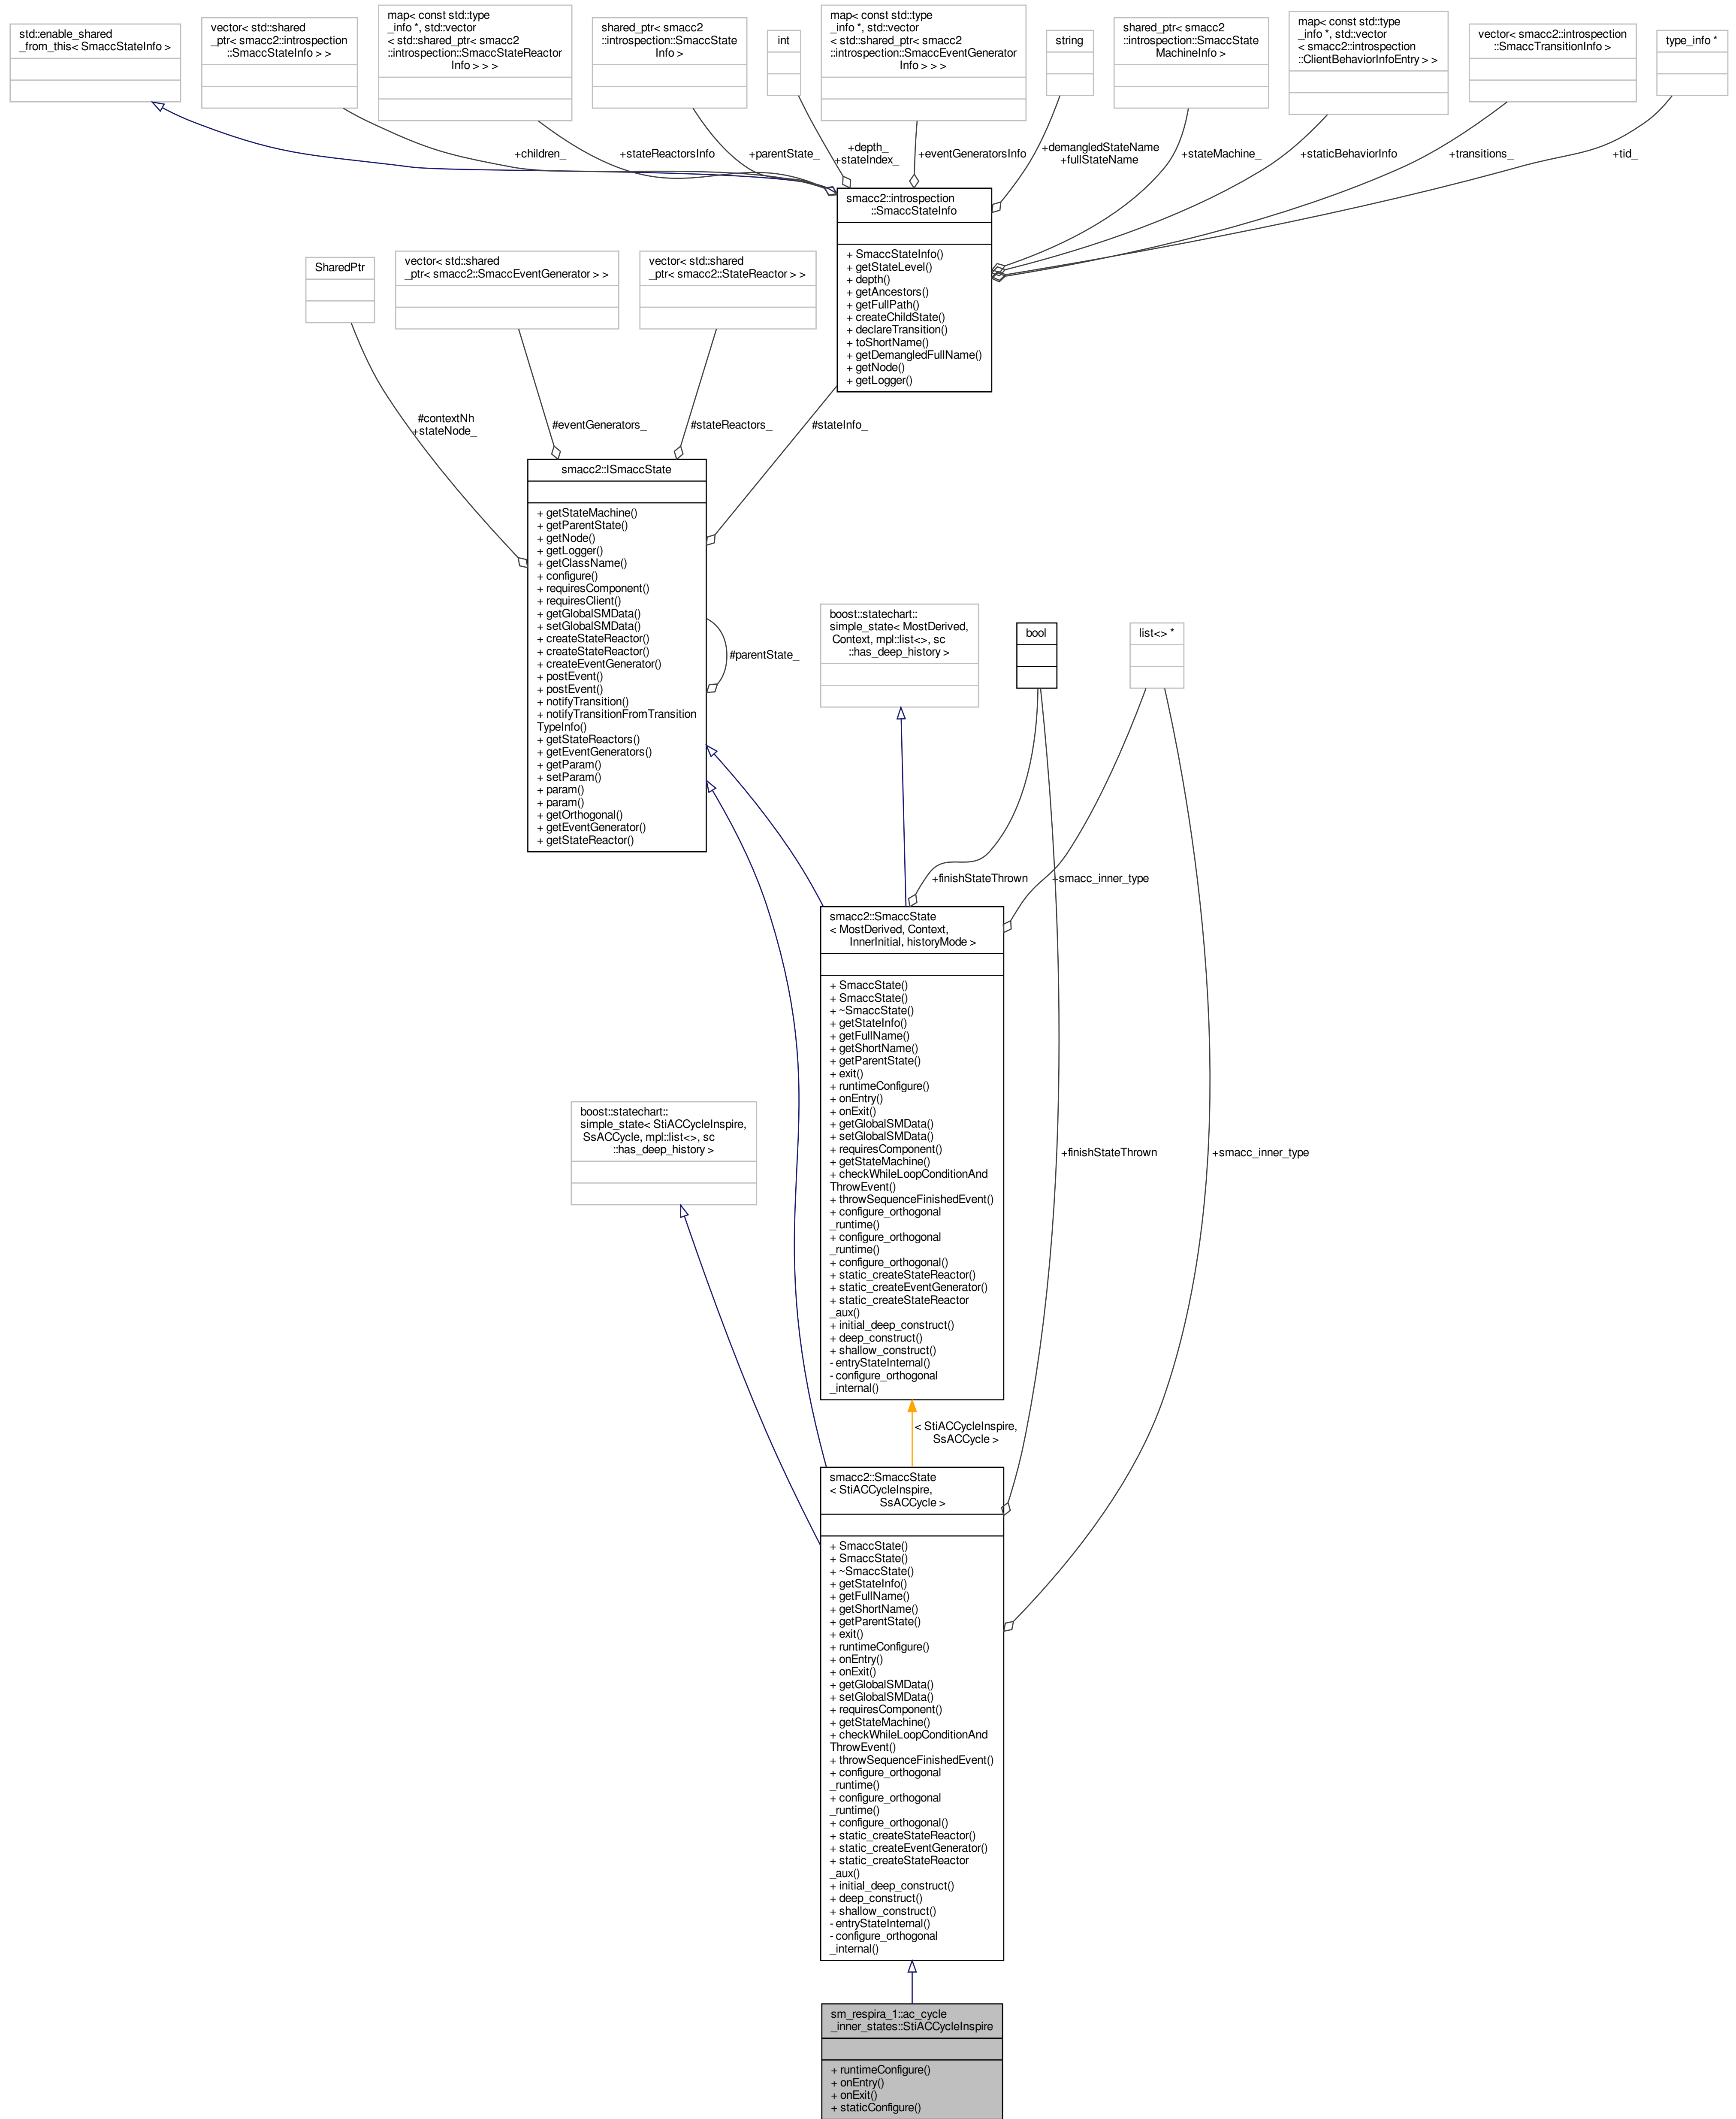 std::enable_shared
_from_this< SmaccStateInfo >
vector< std::shared
_ptr< smacc2::introspection
::SmaccStateInfo > >
map< const std::type
_info *, std::vector
< std::shared_ptr< smacc2
::introspection::SmaccStateReactor
Info > > >
shared_ptr< smacc2
::introspection::SmaccState
Info >
int
map< const std::type
_info *, std::vector
< std::shared_ptr< smacc2
::introspection::SmaccEventGenerator
Info > > >
string
shared_ptr< smacc2
::introspection::SmaccState
MachineInfo >
map< const std::type
_info *, std::vector
< smacc2::introspection
::ClientBehaviorInfoEntry > >
vector< smacc2::introspection
::SmaccTransitionInfo >
type_info *
+children_
+stateReactorsInfo
+parentState_
+depth_
+stateIndex_
+eventGeneratorsInfo
+demangledStateName
+fullStateName
+stateMachine_
+staticBehaviorInfo
+transitions_
+tid_
smacc2::introspection
::SmaccStateInfo
+ SmaccStateInfo()
+ getStateLevel()
+ depth()
+ getAncestors()
+ getFullPath()
+ createChildState()
+ declareTransition()
+ toShortName()
+ getDemangledFullName()
+ getNode()
+ getLogger()
SharedPtr
vector< std::shared
_ptr< smacc2::SmaccEventGenerator > >
vector< std::shared
_ptr< smacc2::StateReactor > >
#contextNh
+stateNode_
#eventGenerators_
#stateReactors_
#stateInfo_
smacc2::ISmaccState
+ getStateMachine()
+ getParentState()
+ getNode()
+ getLogger()
+ getClassName()
+ configure()
+ requiresComponent()
+ requiresClient()
+ getGlobalSMData()
+ setGlobalSMData()
+ createStateReactor()
+ createStateReactor()
+ createEventGenerator()
+ postEvent()
+ postEvent()
+ notifyTransition()
+ notifyTransitionFromTransition
TypeInfo()
+ getStateReactors()
+ getEventGenerators()
+ getParam()
+ setParam()
+ param()
+ param()
+ getOrthogonal()
+ getEventGenerator()
+ getStateReactor()
#parentState_
boost::statechart::
simple_state< MostDerived,
Context, mpl::list<>, sc
::has_deep_history >
bool
list<> *
+finishStateThrown
+smacc_inner_type
smacc2::SmaccState
< MostDerived, Context,
InnerInitial, historyMode >
+ SmaccState()
+ SmaccState()
+ ~SmaccState()
+ getStateInfo()
+ getFullName()
+ getShortName()
+ getParentState()
+ exit()
+ runtimeConfigure()
+ onEntry()
+ onExit()
+ getGlobalSMData()
+ setGlobalSMData()
+ requiresComponent()
+ getStateMachine()
+ checkWhileLoopConditionAnd
ThrowEvent()
+ throwSequenceFinishedEvent()
+ configure_orthogonal
_runtime()
+ configure_orthogonal
_runtime()
+ configure_orthogonal()
+ static_createStateReactor()
+ static_createEventGenerator()
+ static_createStateReactor
_aux()
+ initial_deep_construct()
+ deep_construct()
+ shallow_construct()
- entryStateInternal()
- configure_orthogonal
_internal()
boost::statechart::
simple_state< StiACCycleInspire,
SsACCycle, mpl::list<>, sc
::has_deep_history >
+finishStateThrown
+smacc_inner_type
< StiACCycleInspire,
SsACCycle >
smacc2::SmaccState
< StiACCycleInspire,
SsACCycle >
+ SmaccState()
+ SmaccState()
+ ~SmaccState()
+ getStateInfo()
+ getFullName()
+ getShortName()
+ getParentState()
+ exit()
+ runtimeConfigure()
+ onEntry()
+ onExit()
+ getGlobalSMData()
+ setGlobalSMData()
+ requiresComponent()
+ getStateMachine()
+ checkWhileLoopConditionAnd
ThrowEvent()
+ throwSequenceFinishedEvent()
+ configure_orthogonal
_runtime()
+ configure_orthogonal
_runtime()
+ configure_orthogonal()
+ static_createStateReactor()
+ static_createEventGenerator()
+ static_createStateReactor
_aux()
+ initial_deep_construct()
+ deep_construct()
+ shallow_construct()
- entryStateInternal()
- configure_orthogonal
_internal()
sm_respira_1::ac_cycle
_inner_states::StiACCycleInspire
+ runtimeConfigure()
+ onEntry()
+ onExit()
+ staticConfigure()